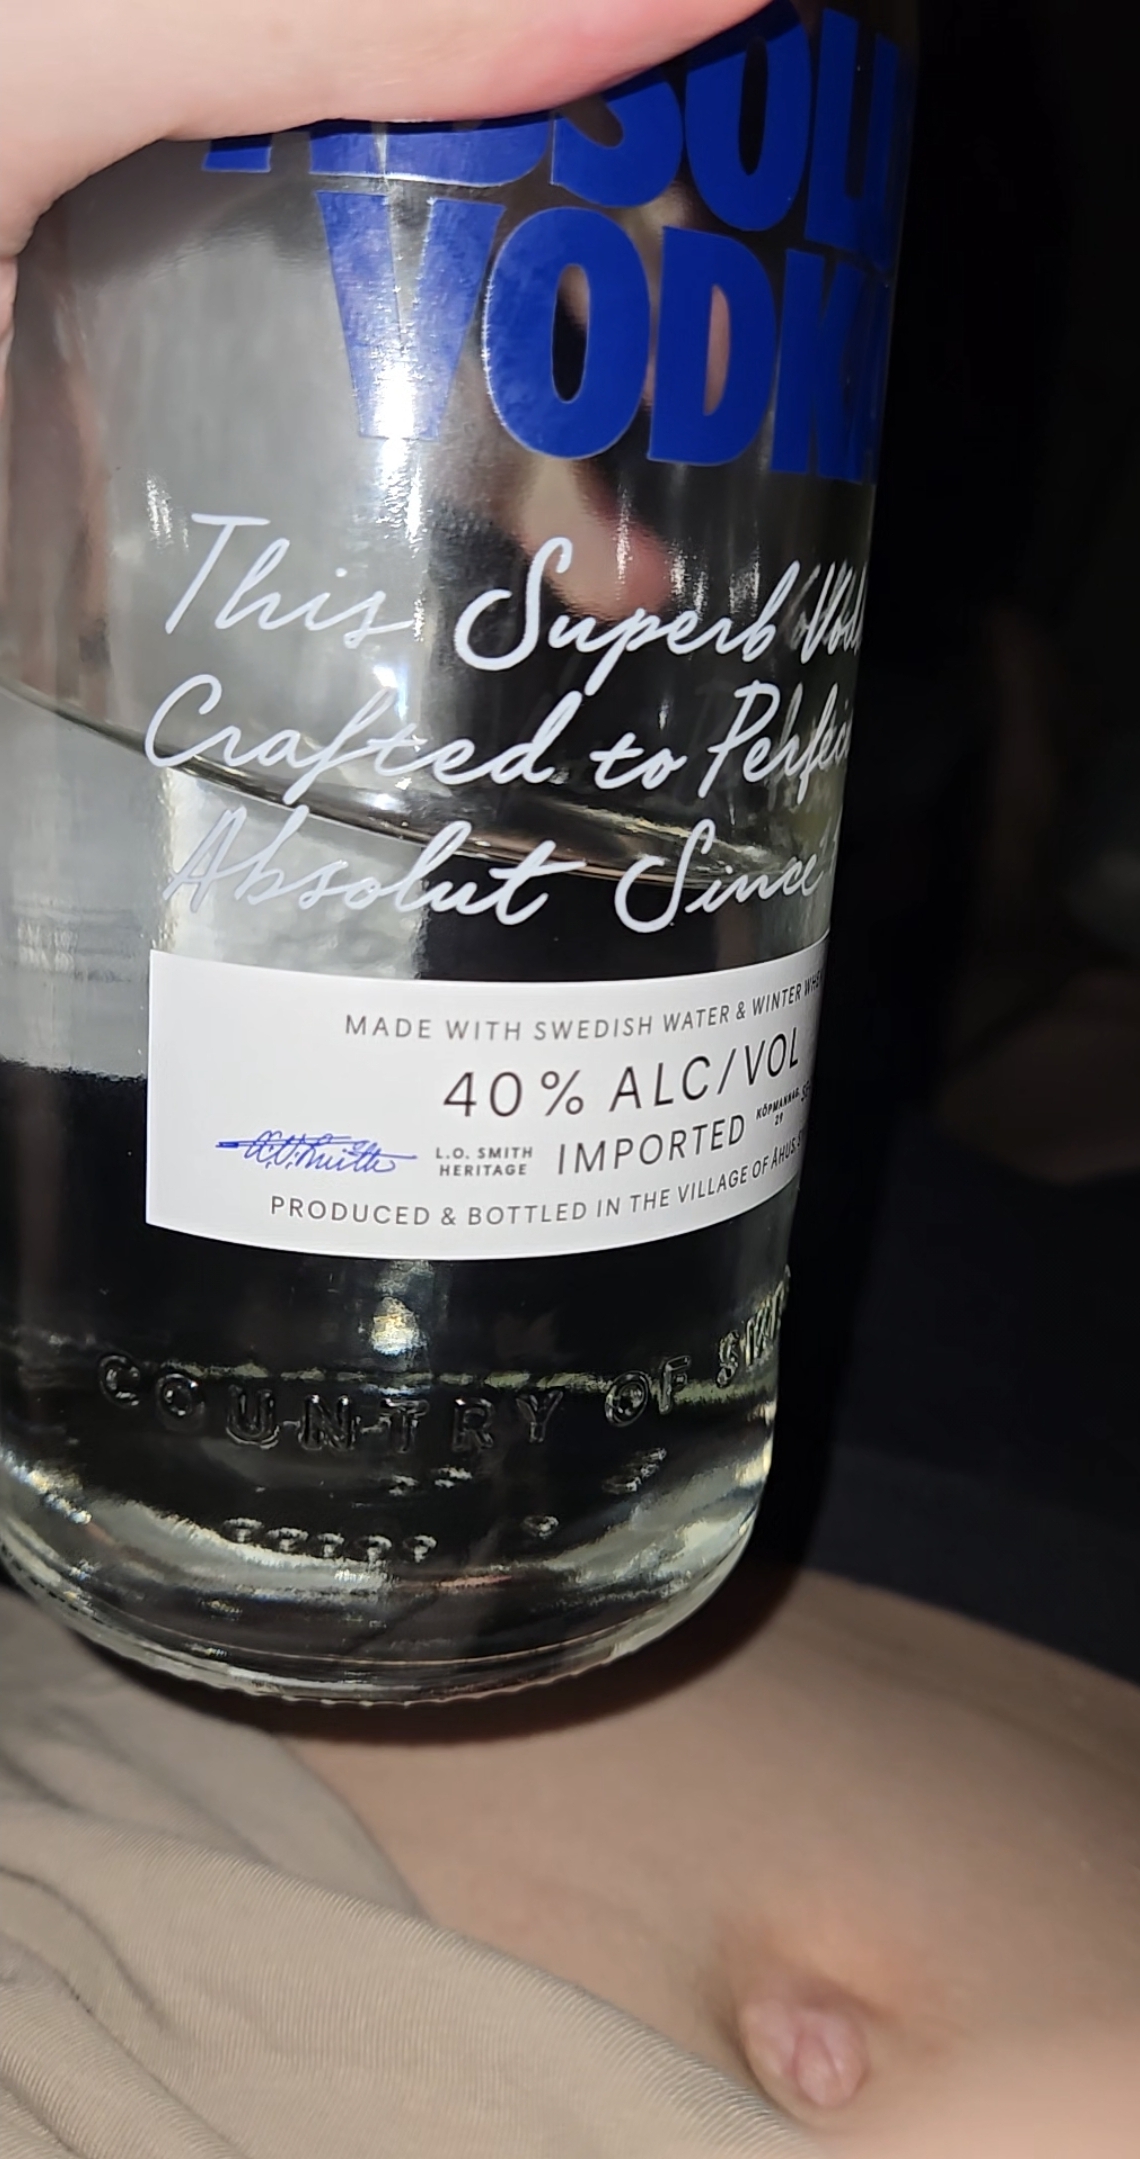 VODKA
This Superb
Crafted to
Absolut Since
MADE WITH SWEDISH WATER & WINTER
40% ALC/VOL
L.O. SMITH
HERITAGE
IMPORTED
PRODUCED & BOTTLED IN THE VILLAGE OF
COUNTRY OF